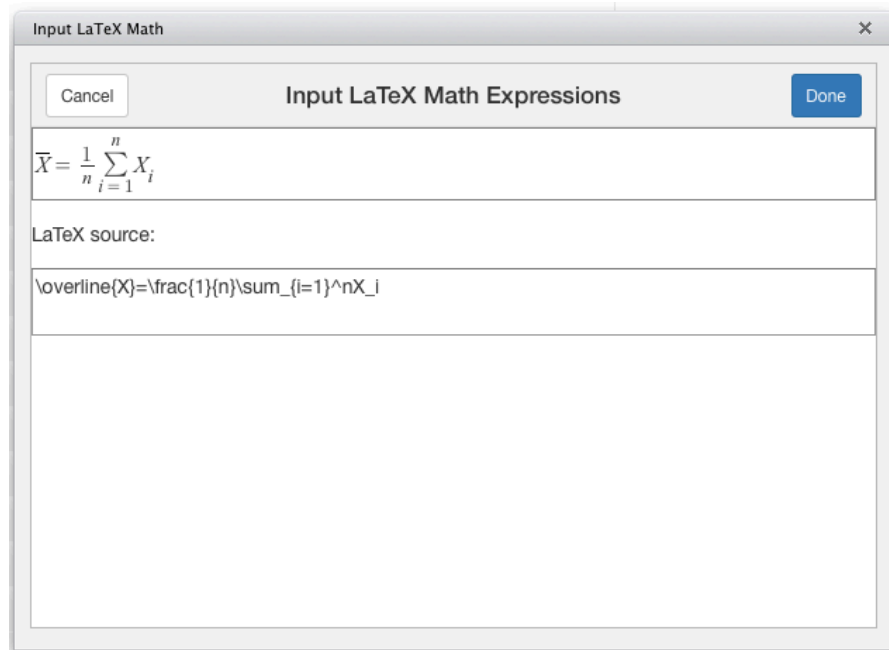 Input LaTeX Math ×
Cancel Input LaTeX Math Expressions Done
X̅ = 1/n ∑_{i = 1}^{n} X_i
LaTeX source:
\overline{X}=\frac{1}{n}\sum_{i=1}^nX_i